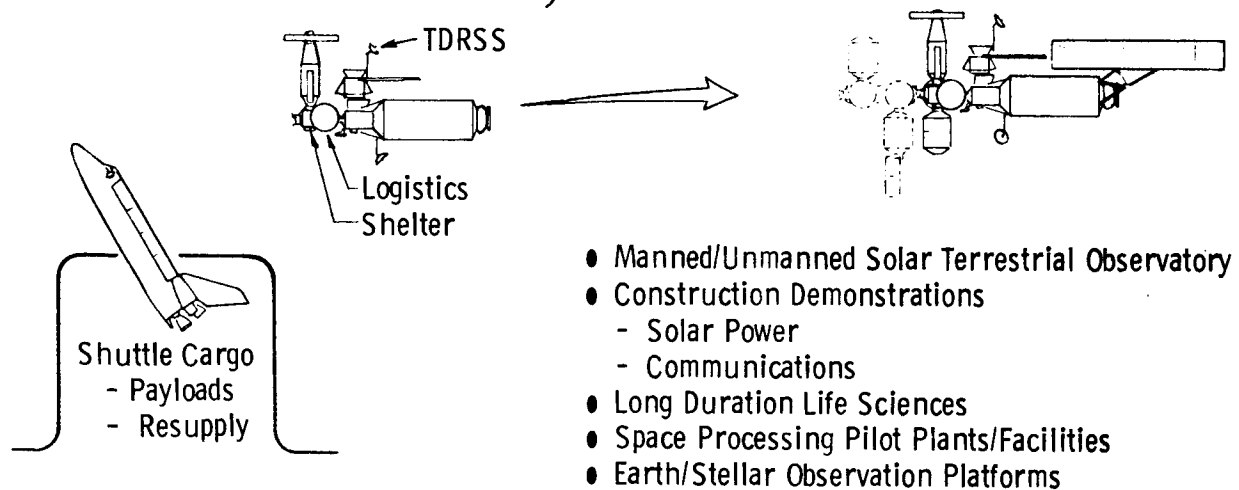 TDRSS
Logistics
Shelter
Shuttle Cargo
- Payloads
- Resupply
● Manned/Unmanned Solar Terrestrial Observatory
● Construction Demonstrations
- Solar Power
- Communications
● Long Duration Life Sciences
● Space Processing Pilot Plants/Facilities
● Earth/Stellar Observation Platforms